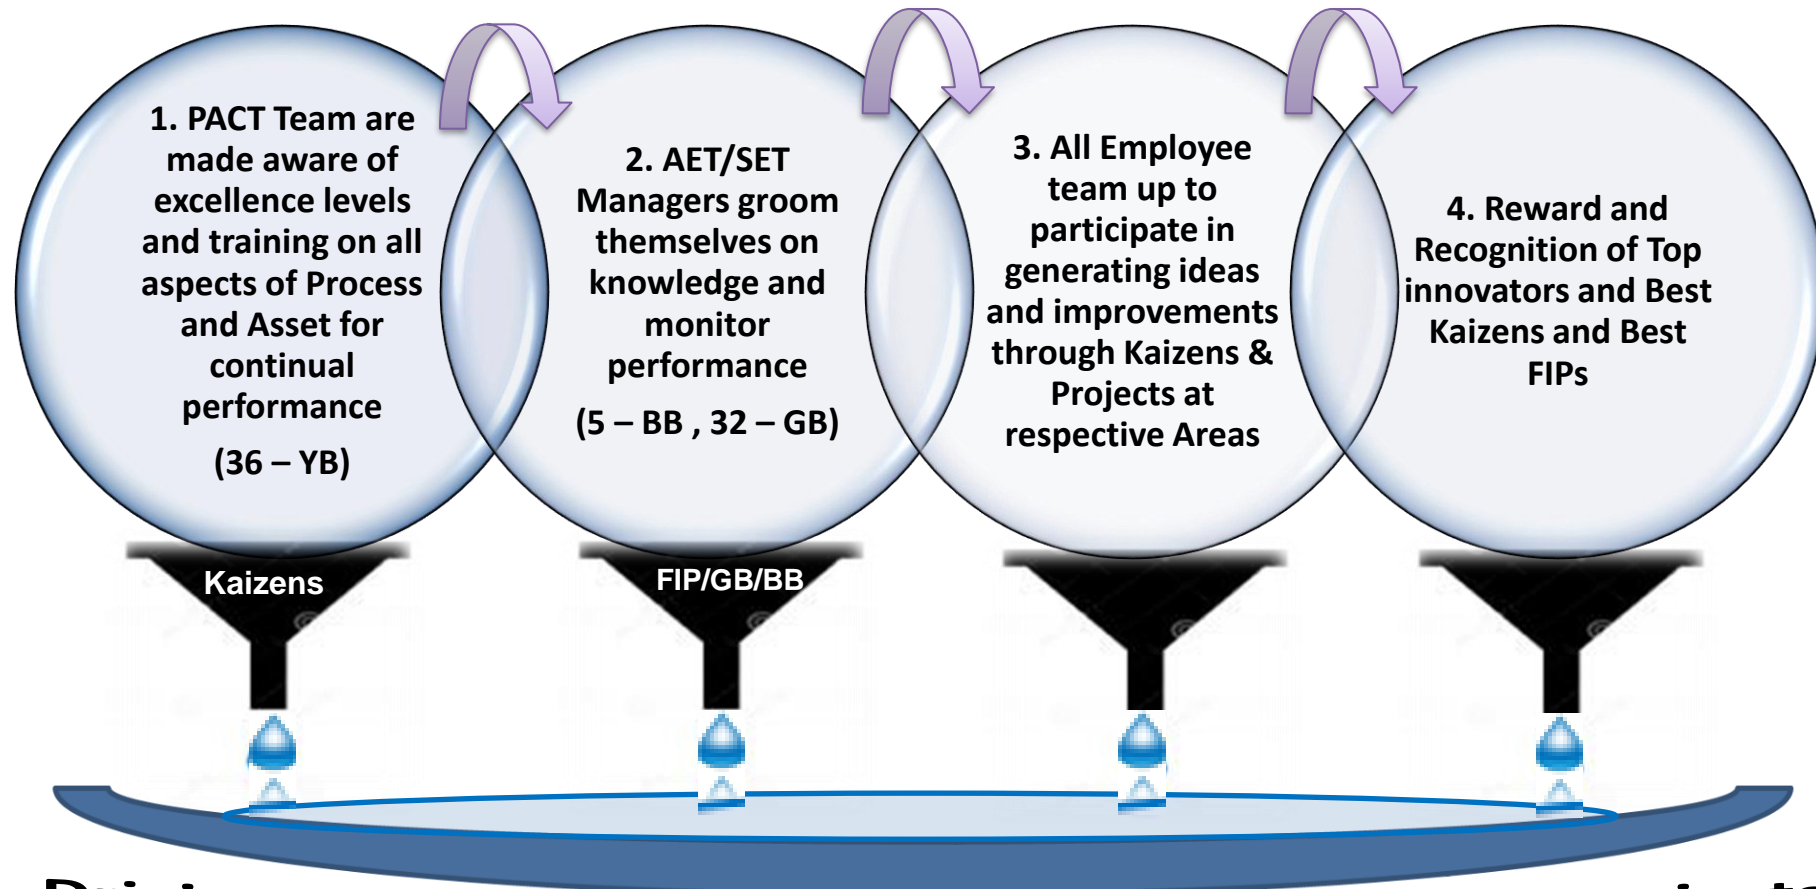 1. PACT Team are
made aware of
excellence levels
and training on all
aspects of Process
and Asset for
continual
performance
(36 – YB)
2. AET/SET
Managers groom
themselves on
knowledge and
monitor
performance
(5 – BB , 32 – GB)
3. All Employee
team up to
participate in
generating ideas
and improvements
through Kaizens &
Projects at
respective Areas
4. Reward and
Recognition of Top
innovators and Best
Kaizens and Best
FIPs
Kaizens
FIP/GB/BB